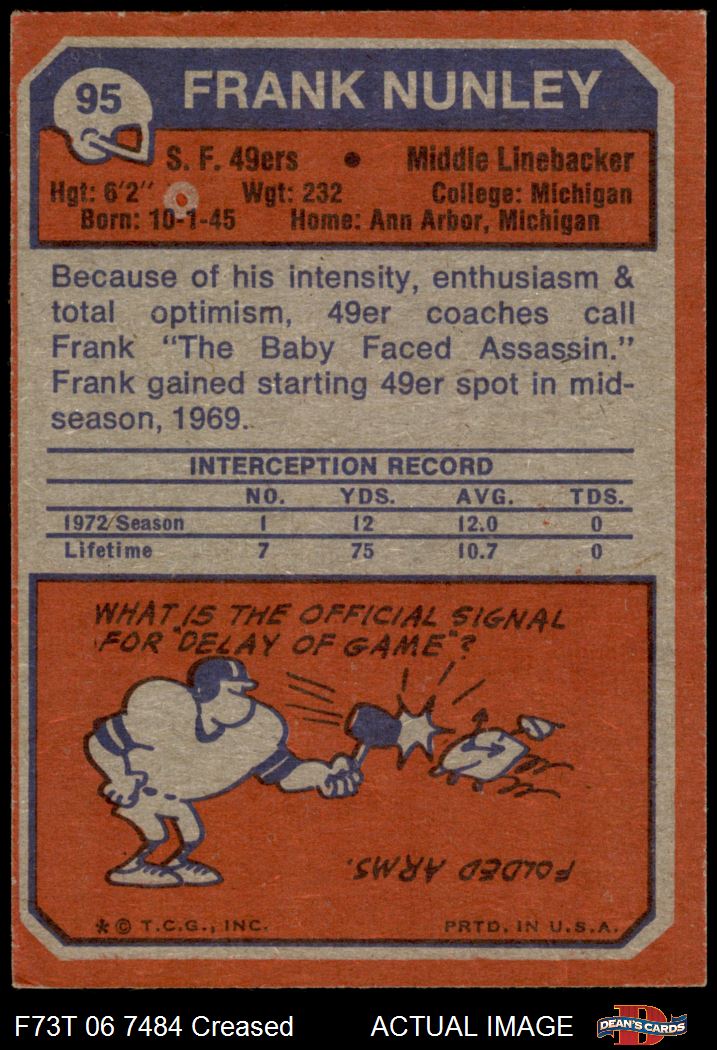 95
FRANK NUNLEY
S. F. 49ers • Middle Linebacker
Hgt: 6'2" Wgt: 232 College: Michigan
Born: 10-1-45 Home: Ann Arbor, Michigan
Because of his intensity, enthusiasm &
total optimism, 49er coaches call
Frank "The Baby Faced Assassin."
Frank gained starting 49er spot in mid-
season, 1969.
INTERCEPTION RECORD
NO. YDS. AVG. TDS.
1972 Season 1 12 12.0 0
Lifetime 7 75 10.7 0
WHAT IS THE OFFICIAL SIGNAL
FOR "DELAY OF GAME"?
FOLDED ARMS.
* © T.C.G., INC. PRTD. IN U.S.A.
F73T 06 7484 Creased ACTUAL IMAGE
D
DEAN'S CARDS